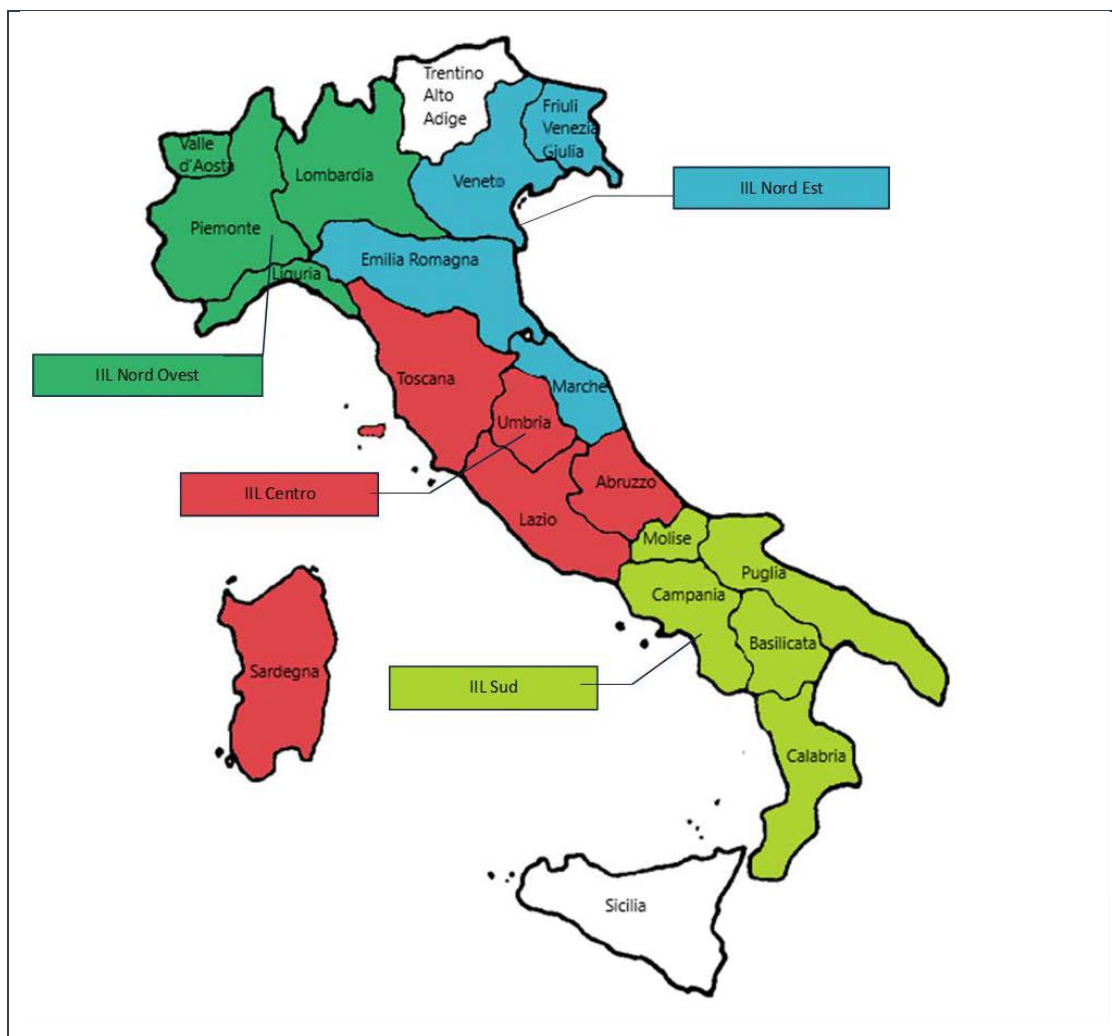 Trentino
Alto
Adige
Friuli
Venezia
Giulia
Valle
d'Aosta
Lombardia
Veneto
IIL Nord Est
Piemonte
Emilia Romagna
Liguria
IIL Nord Ovest
Toscana
Marche
Umbria
IIL Centro
Abruzzo
Lazio
Molise
Puglia
Campania
Basilicata
Sardegna
IIL Sud
Calabria
Sicilia